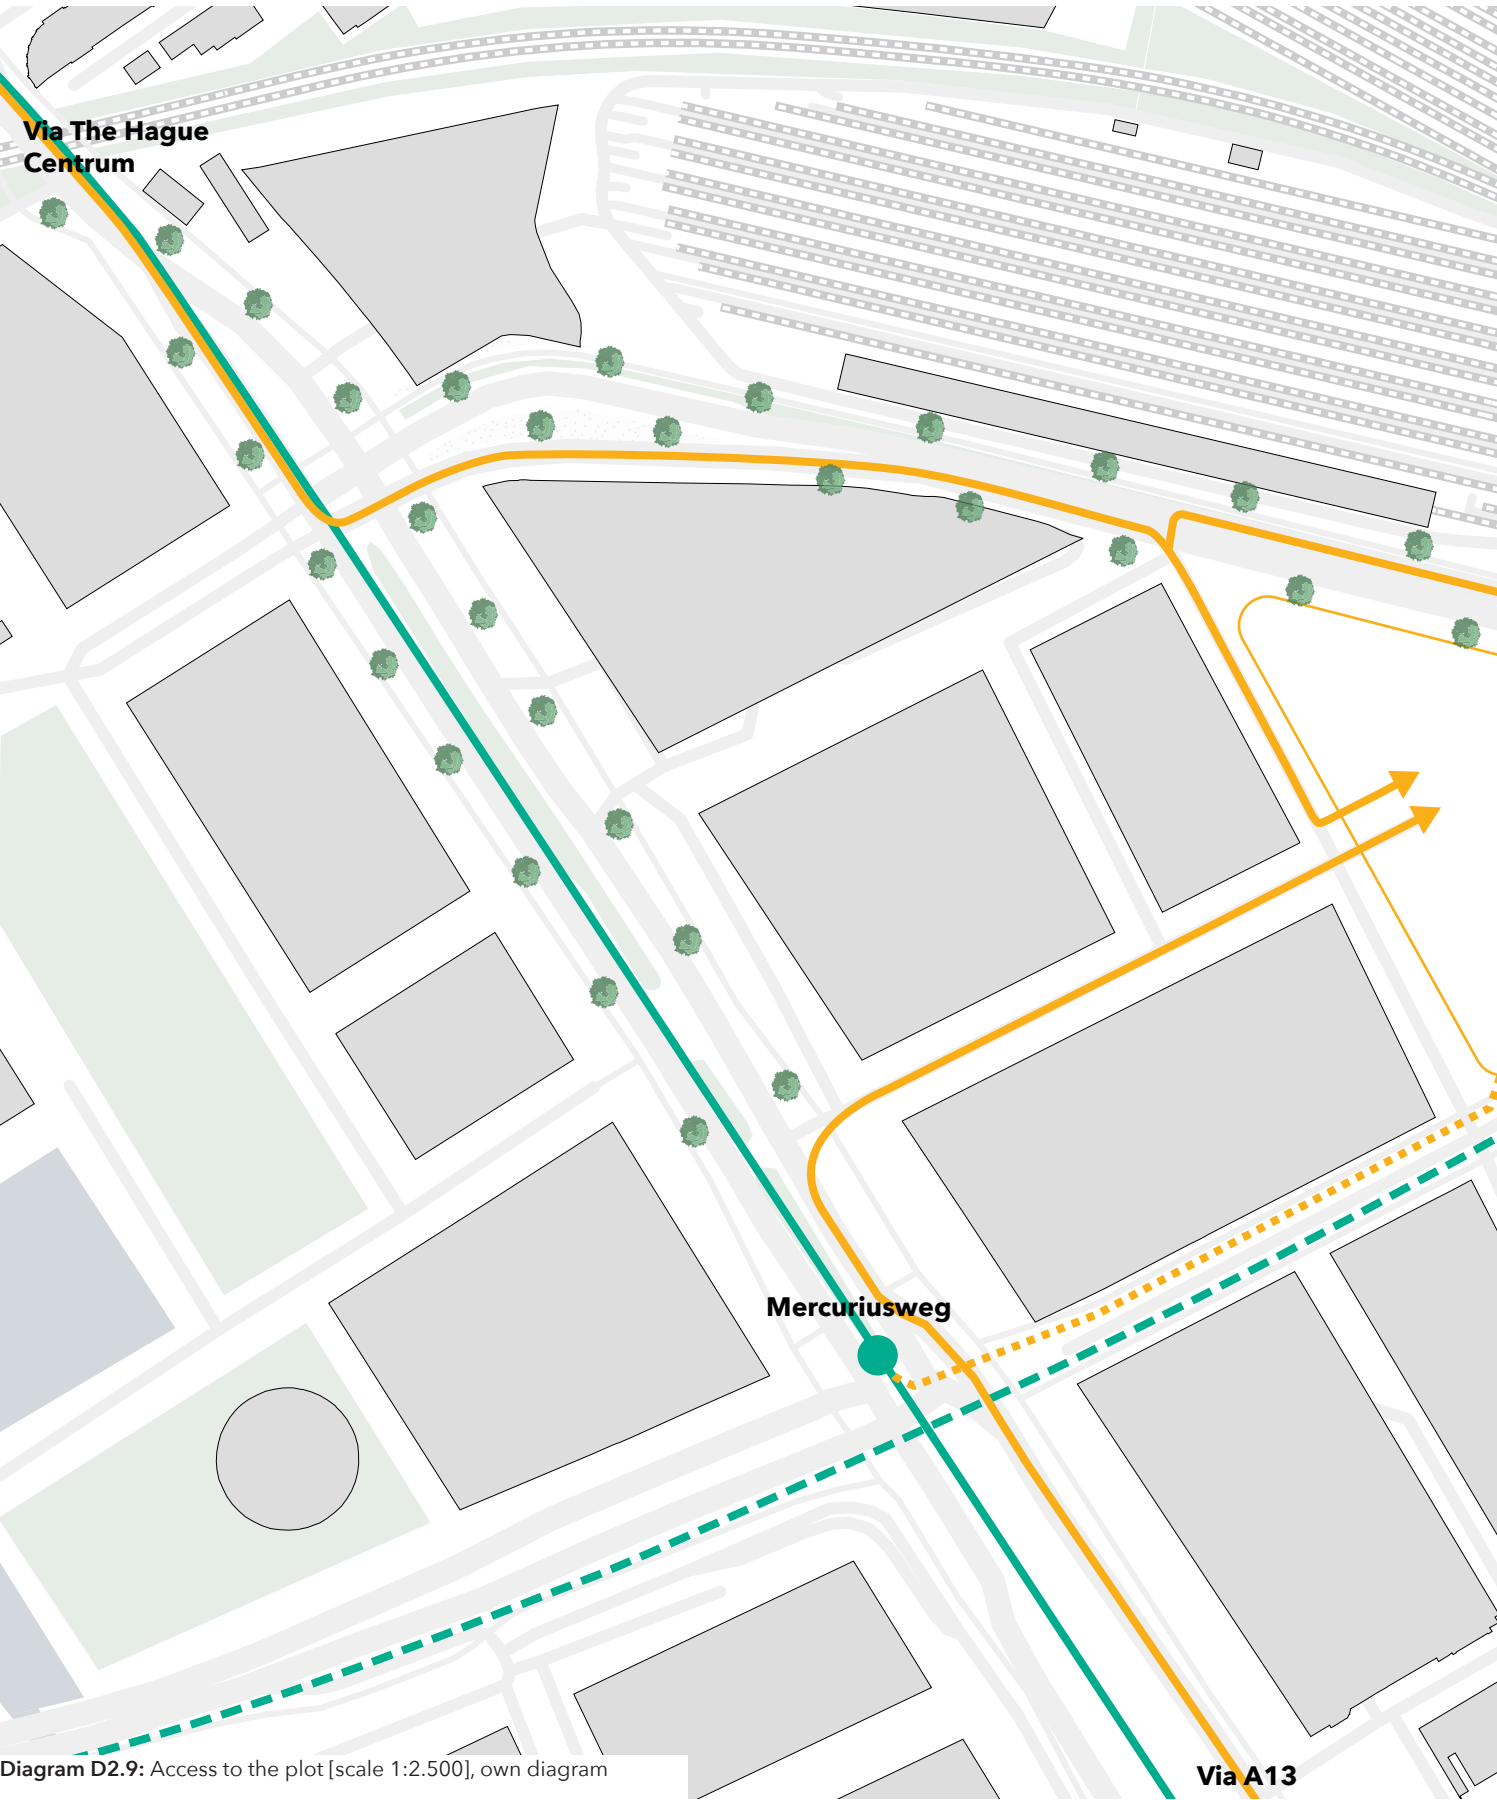 Via The Hague
Centrum
Mercuriusweg
Diagram D2.9: Access to the plot [scale 1:2.500], own diagram
Via A13